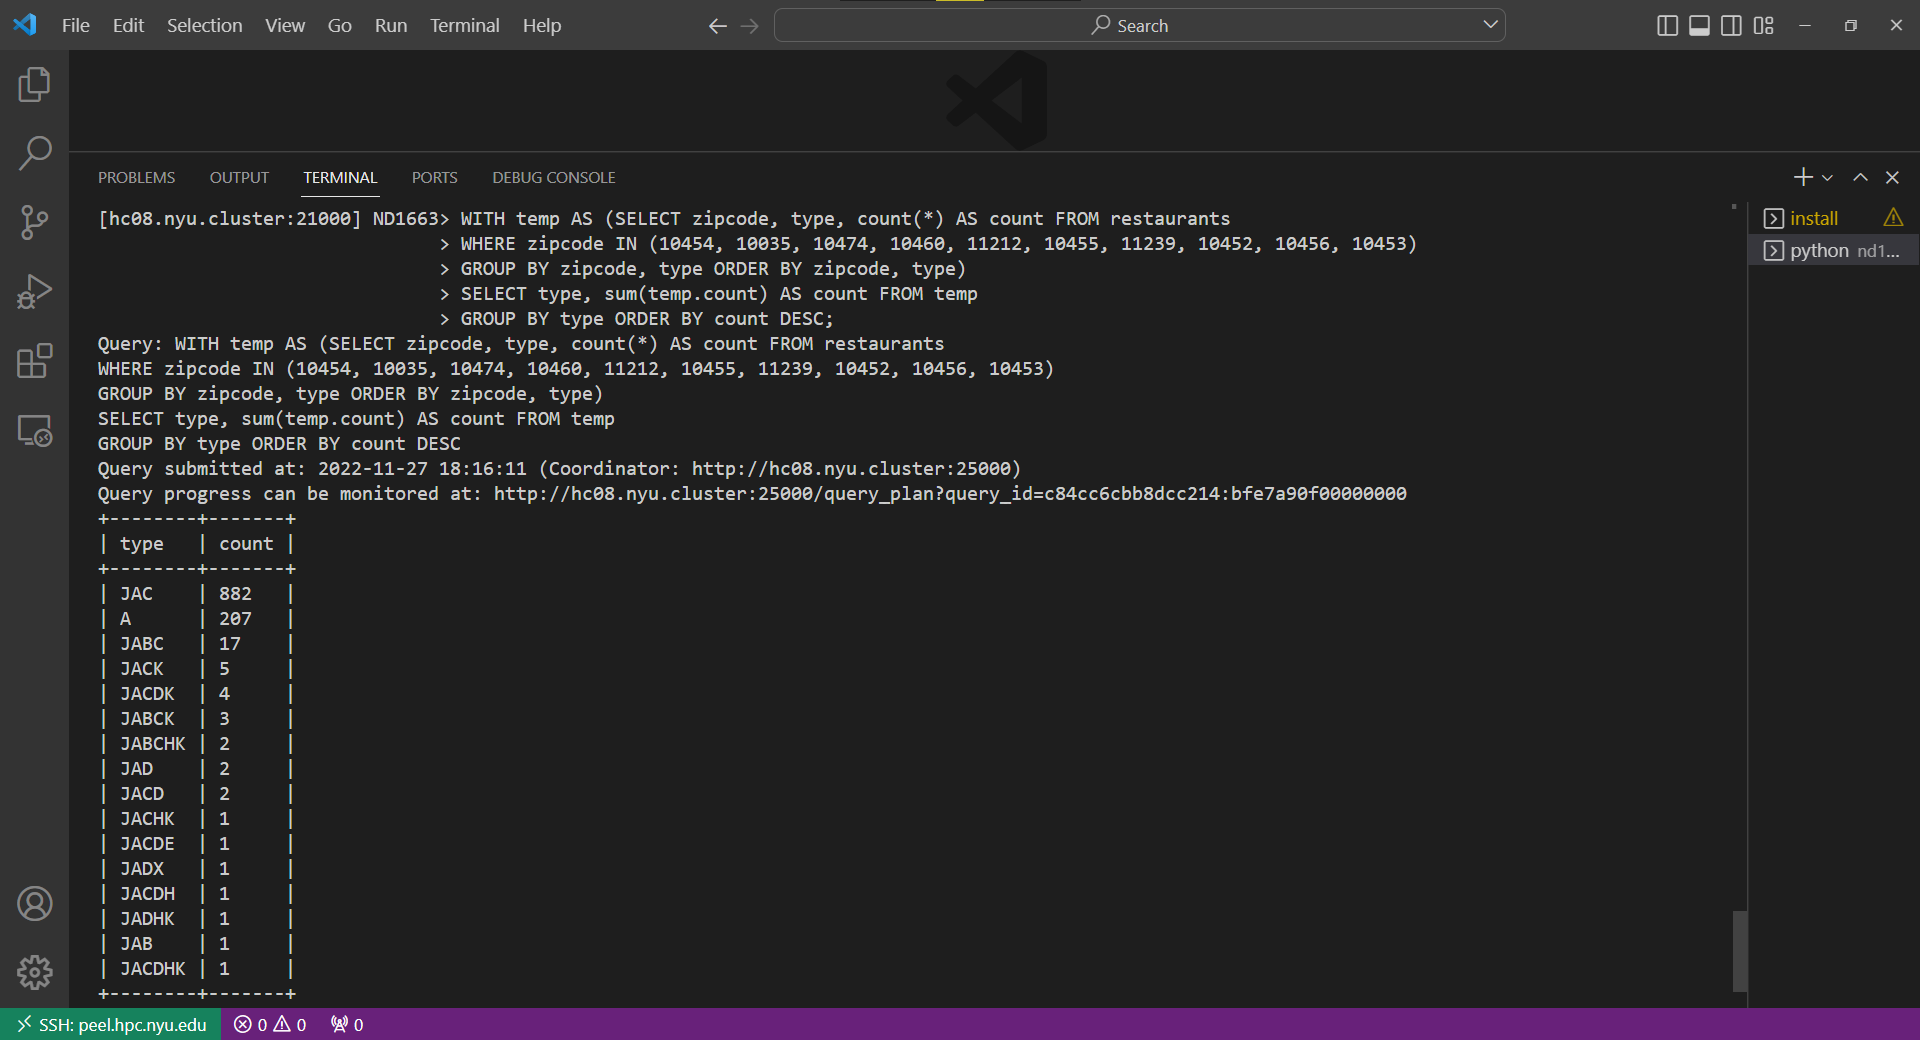 File Edit Selection View Go Run Terminal Help Search
PROBLEMS OUTPUT TERMINAL PORTS DEBUG CONSOLE
[hc08.nyu.cluster:21000] ND1663> WITH temp AS (SELECT zipcode, type, count(*) AS count FROM restaurants
> WHERE zipcode IN (10454, 10035, 10474, 10460, 11212, 10455, 11239, 10452, 10456, 10453)
> GROUP BY zipcode, type ORDER BY zipcode, type)
> SELECT type, sum(temp.count) AS count FROM temp
> GROUP BY type ORDER BY count DESC;
Query: WITH temp AS (SELECT zipcode, type, count(*) AS count FROM restaurants
WHERE zipcode IN (10454, 10035, 10474, 10460, 11212, 10455, 11239, 10452, 10456, 10453)
GROUP BY zipcode, type ORDER BY zipcode, type)
SELECT type, sum(temp.count) AS count FROM temp
GROUP BY type ORDER BY count DESC
Query submitted at: 2022-11-27 18:16:11 (Coordinator: http://hc08.nyu.cluster:25000)
Query progress can be monitored at: http://hc08.nyu.cluster:25000/query_plan?query_id=c84cc6cbb8dcc214:bfe7a90f00000000
+--------+-------+
| type   | count |
+--------+-------+
| JAC    | 882   |
| A      | 207   |
| JABC   | 17    |
| JACK   | 5     |
| JACDK  | 4     |
| JABCK  | 3     |
| JABCHK | 2     |
| JAD    | 2     |
| JACD   | 2     |
| JACHK  | 1     |
| JACDE  | 1     |
| JADX   | 1     |
| JACDH  | 1     |
| JADHK  | 1     |
| JAB    | 1     |
| JACDHK | 1     |
+--------+-------+
install
python nd1...
SSH: peel.hpc.nyu.edu 0 0 0